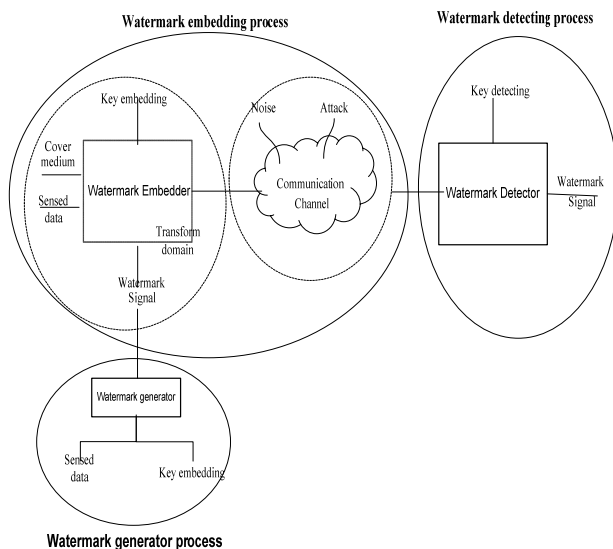 Watermark embedding process
Watermark detecting process
Key embedding
Noise
Attack
Key detecting
Cover
medium
Watermark Embedder
Sensed
data
Transform
domain
Communication
Channel
Watermark Detector
Watermark
Signal
Watermark
Signal
Watermark generator
Sensed
data
Key embedding
Watermark generator process